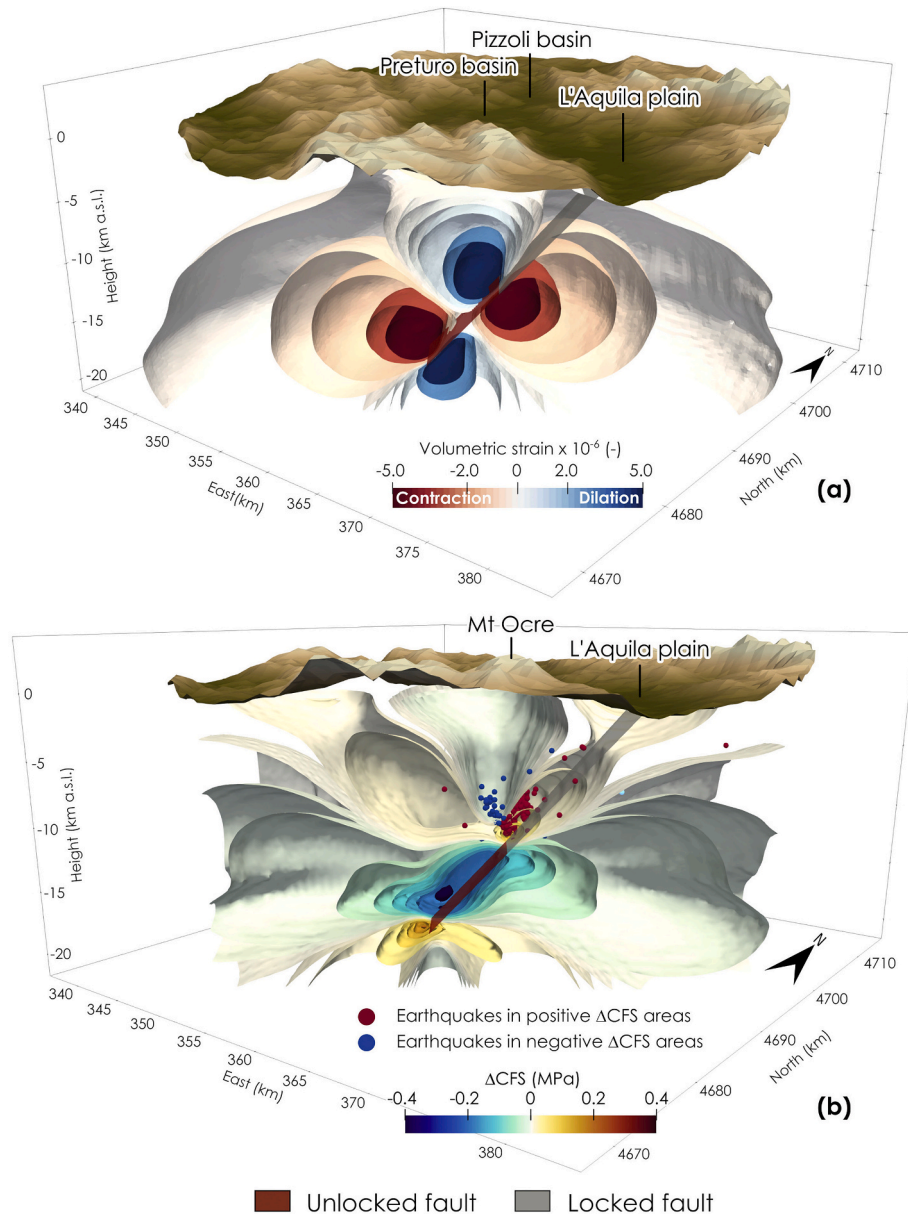 Pizzoli basin
Preturo basin
L'Aquila plain
0
-5
-10
-15
-20
Height (km a.s.l.)
340
345
350
355
360
365
370
375
380
East(km)
4670
4680
4690
4700
4710
North (km)
N
Volumetric strain x 10⁻⁶ (-)
-5.0 -2.0 0 2.0 5.0
Contraction Dilation
(a)
Mt Ocre
L'Aquila plain
0
-5
-10
-15
-20
Height (km a.s.l.)
340
345
350
355
360
365
370
380
East (km)
4670
4680
4690
4700
4710
North (km)
N
Earthquakes in positive ΔCFS areas
Earthquakes in negative ΔCFS areas
ΔCFS (MPa)
-0.4 -0.2 0 0.2 0.4
(b)
Unlocked fault Locked fault